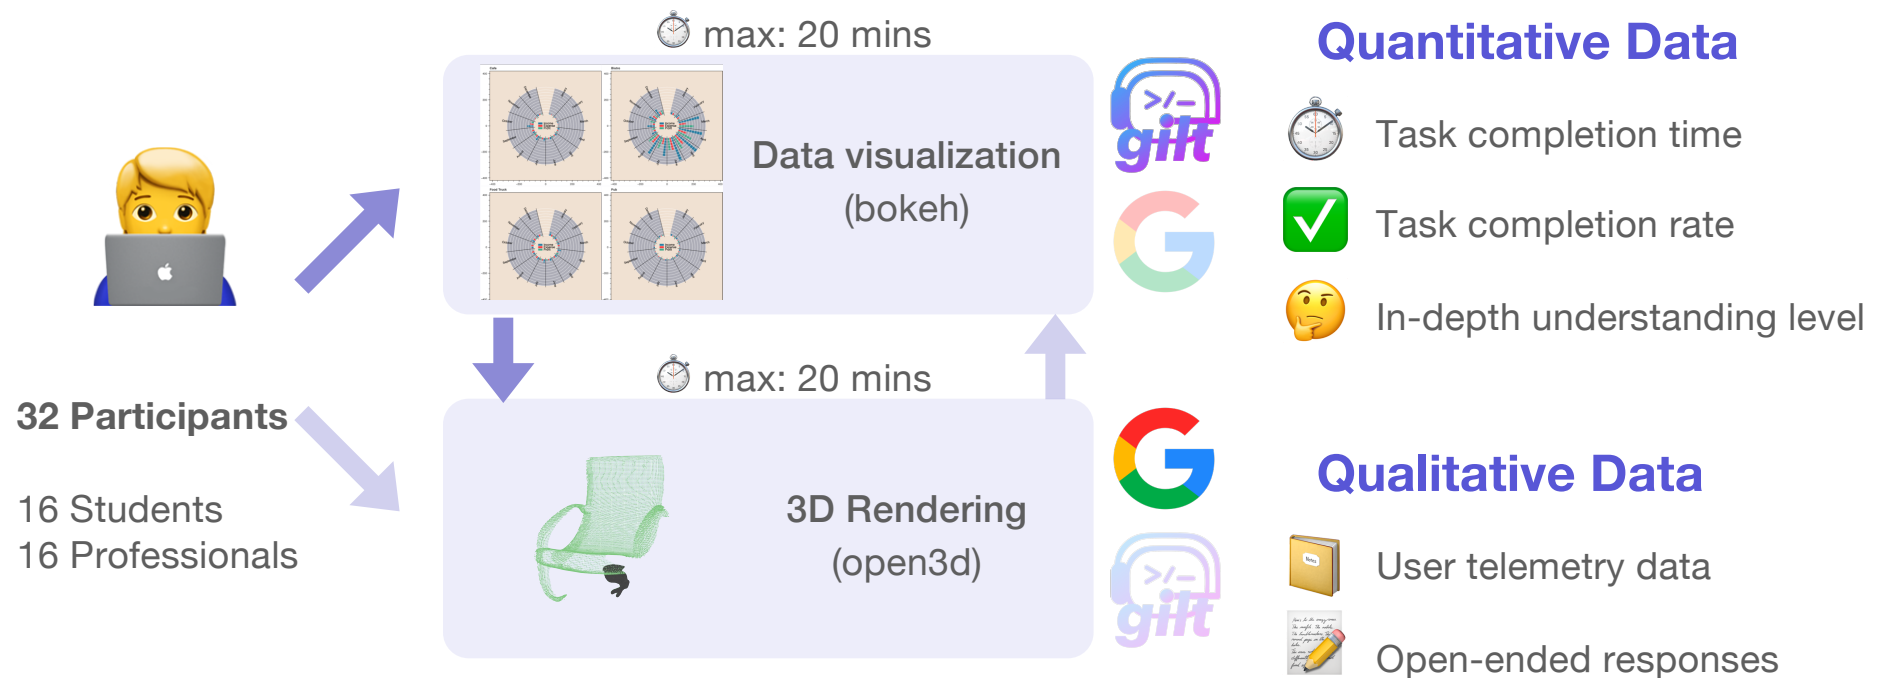 max: 20 mins
Data visualization
(bokeh)
>/-
gilt
32 Participants
16 Students
16 Professionals
max: 20 mins
3D Rendering
(open3d)
>/-
gilt
Quantitative Data
Task completion time
Task completion rate
In-depth understanding level
Qualitative Data
User telemetry data
Open-ended responses